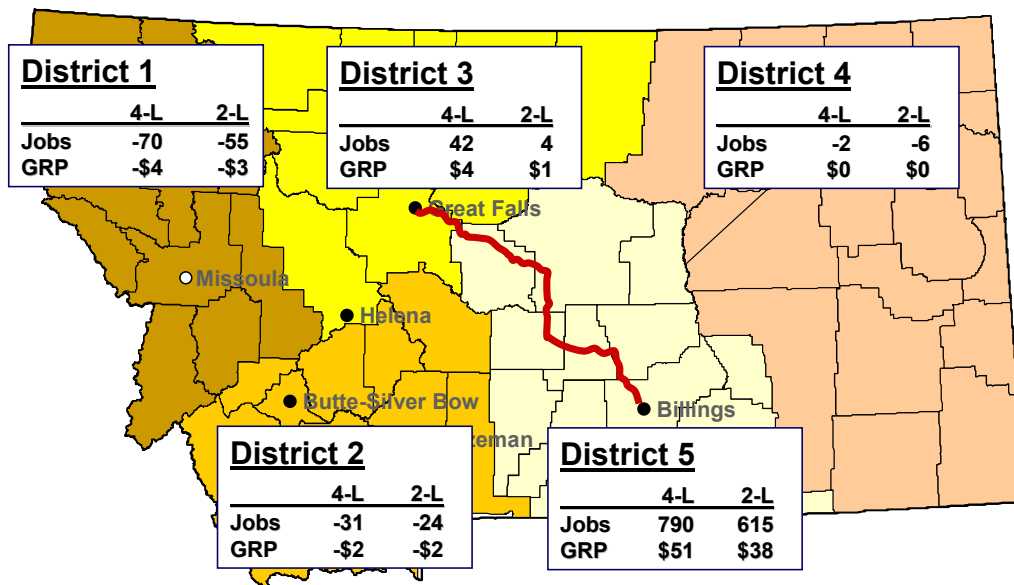 District 1
4-L 2-L
Jobs -70 -55
GRP -$4 -$3
District 3
4-L 2-L
Jobs 42 4
GRP $4 $1
District 4
4-L 2-L
Jobs -2 -6
GRP $0 $0
Great Falls
Missoula
Helena
Butte-Silver Bow
Billings
zeman
District 2
4-L 2-L
Jobs -31 -24
GRP -$2 -$2
District 5
4-L 2-L
Jobs 790 615
GRP $51 $38